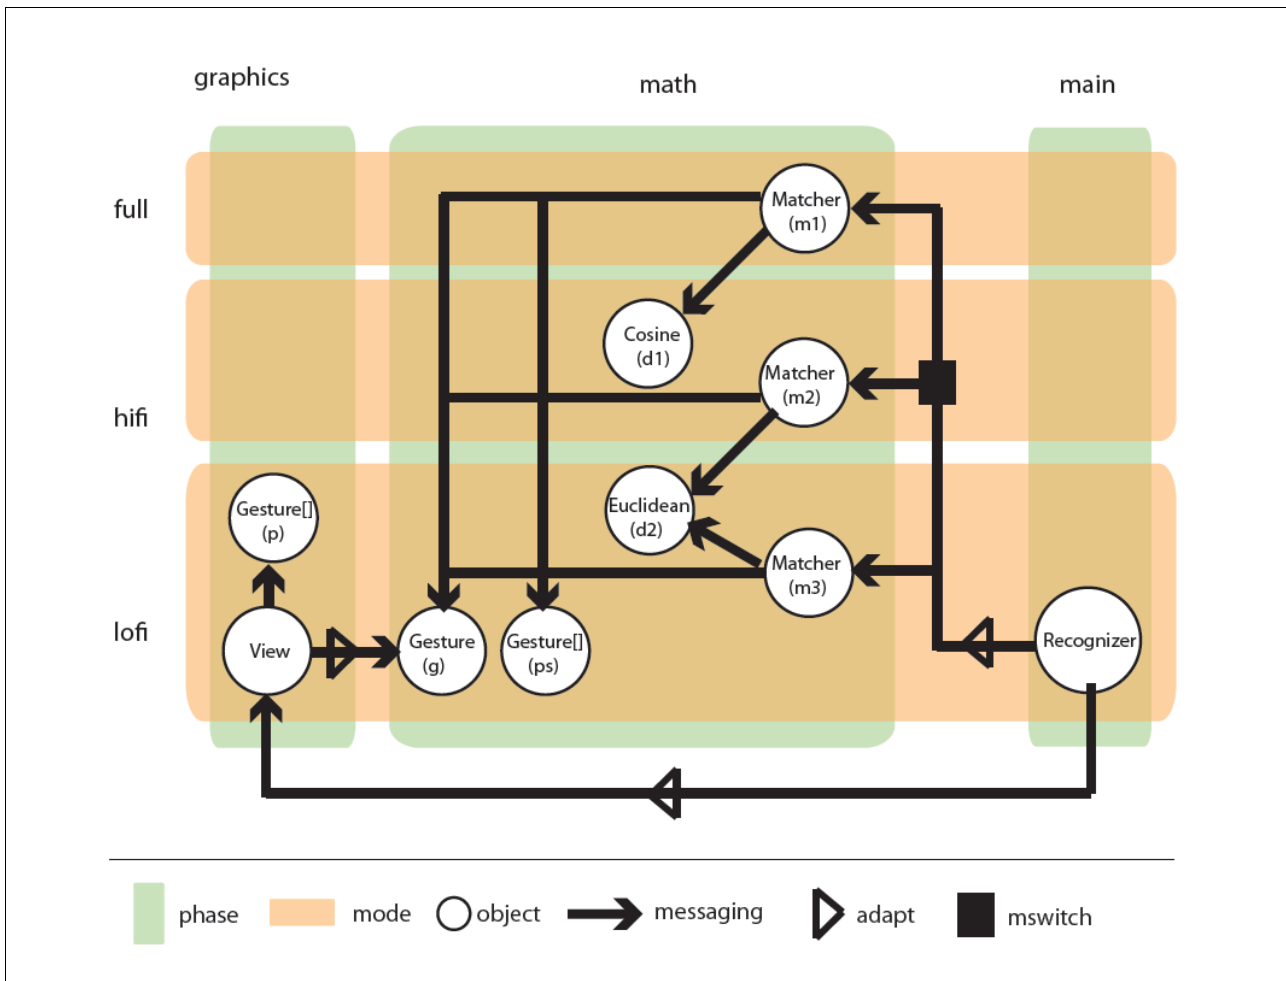 graphics
math
main
full
Matcher
(m1)
Cosine
(d1)
Matcher
(m2)
hifi
Gesture[]
(p)
Euclidean
(d2)
Matcher
(m3)
lofi
View
Gesture
(g)
Gesture[]
(ps)
Recognizer
phase
mode
object
messaging
adapt
mswitch